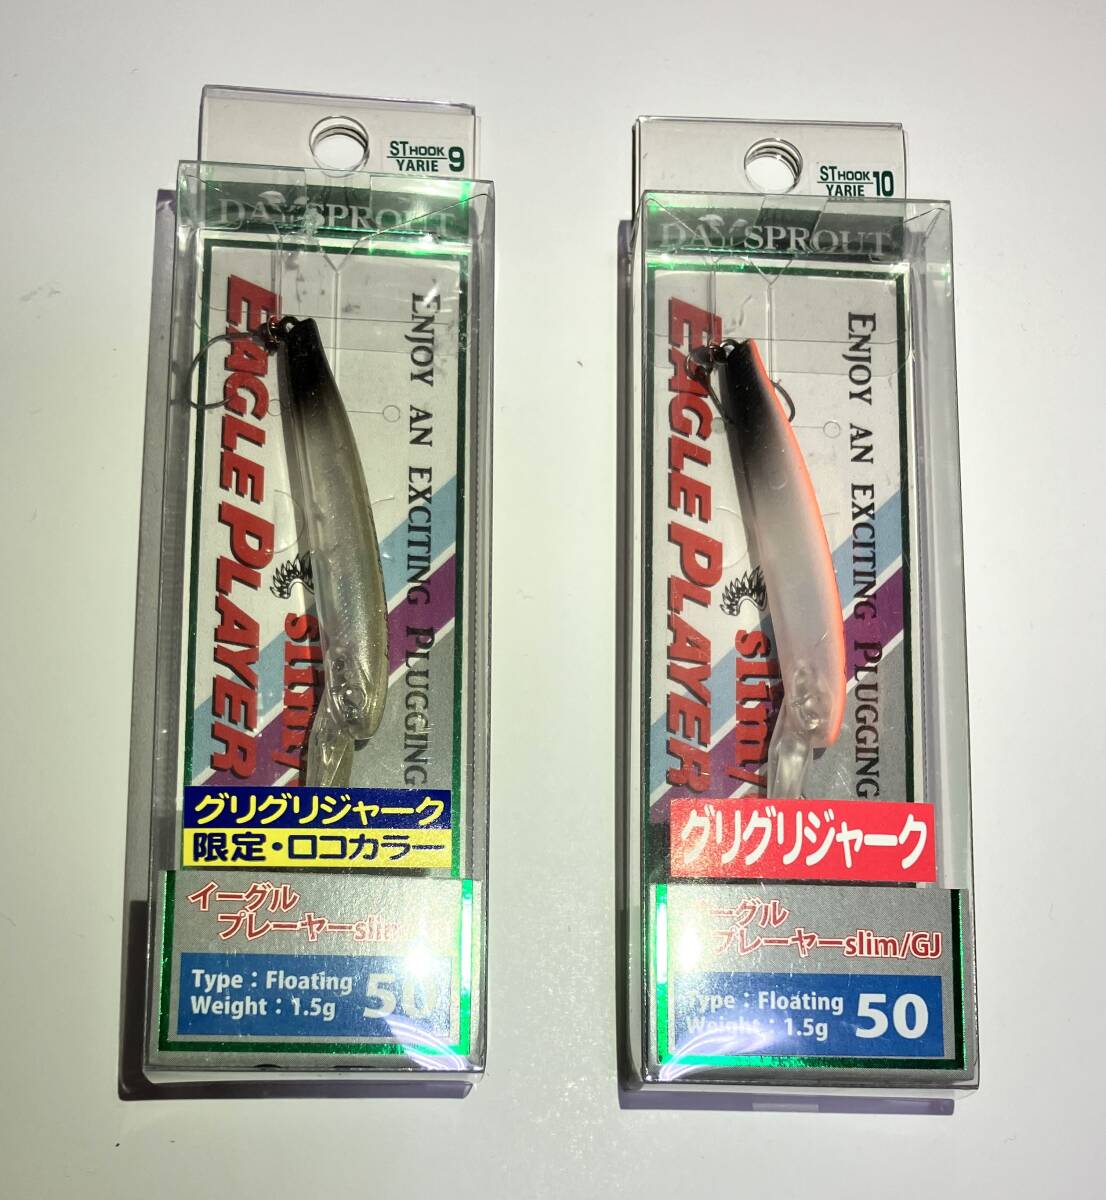 ST HOOK 9
YARIE
DAYSPROUT
EAGLE PLAYER
slim/
ENJOY AN EXCITING PLUGGING
グリグリジャーク
限定・ロコカラー
イーグル
プレーヤーslim
Type : Floating
Weight : 1.5g
50
ST HOOK 10
YARIE
DAYSPROUT
EAGLE PLAYER
slim/
ENJOY AN EXCITING PLUGGING
グリグリジャーク
イーグル
プレーヤーslim/GJ
Type : Floating
Weight : 1.5g
50